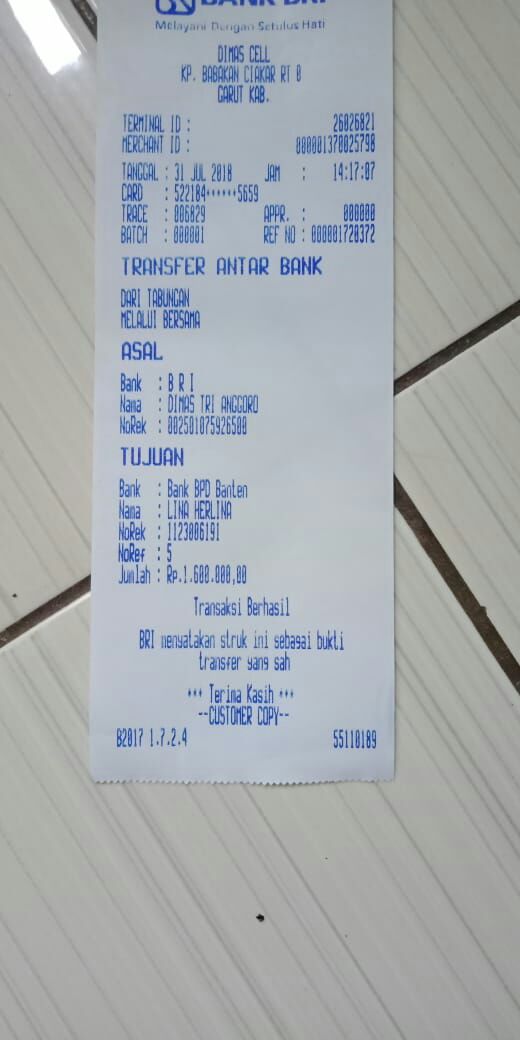 BANK BRI
Melayani Dengan Setulus Hati
DIMAS CELL
KP. BABAKAN CIAKAR RT 0
GARUT KAB.
TERMINAL ID : 26026821
MERCHANT ID : 000001370025798
TANGGAL : 31 JUL 2018 JAM : 14:17:07
CARD : 522184******5659
TRACE : 006029 APPR. : 000000
BATCH : 000001 REF NO : 000001720372
TRANSFER ANTAR BANK
DARI TABUNGAN
MELALUI BERSAMA
ASAL
Bank : B R I
Nama : DIMAS TRI ANGGORO
NoRek : 002501075926508
TUJUAN
Bank : Bank BPD Banten
Nama : LINA HERLINA
NoRek : 1123006191
NoRef : 5
Jumlah : Rp.1.600.000,00
Transaksi Berhasil
BRI menyatakan struk ini sebagai bukti
transfer yang sah
*** Terima Kasih ***
--CUSTOMER COPY--
B2017 1.7.2.4 55110189